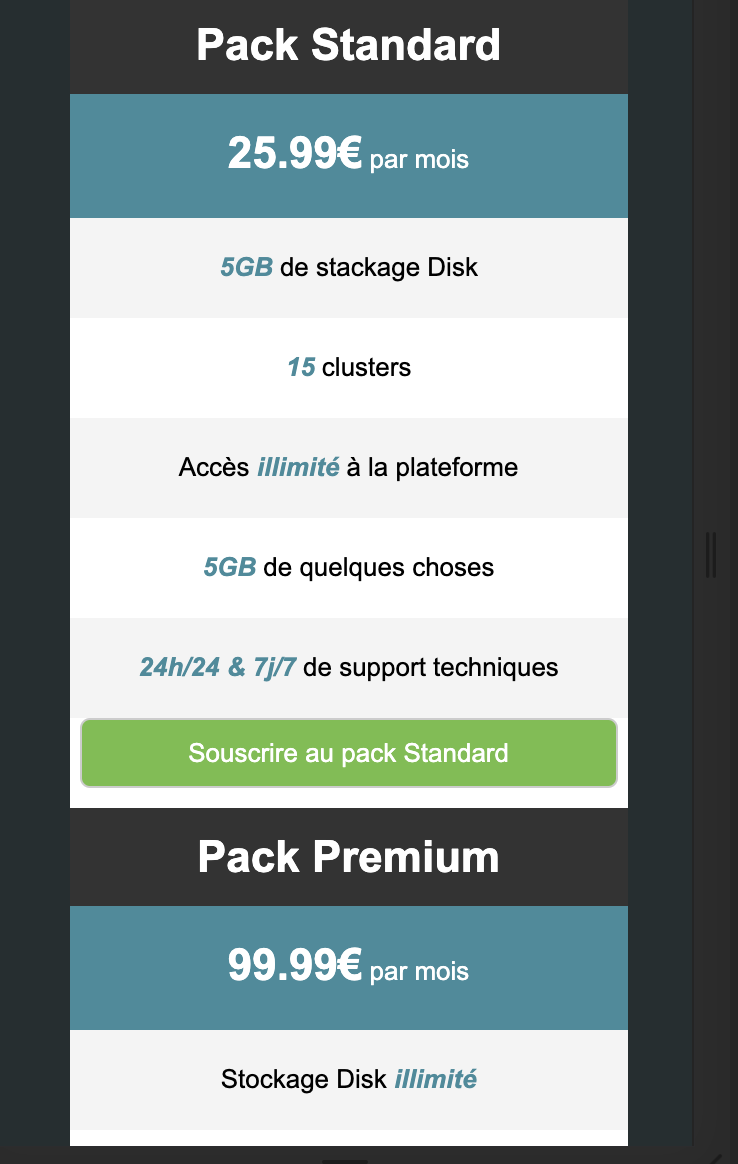 Pack Standard
25.99€ par mois
5GB de stackage Disk
15 clusters
Accès illimité à la plateforme
5GB de quelques choses
24h/24 & 7j/7 de support techniques
Souscrire au pack Standard
Pack Premium
99.99€ par mois
Stockage Disk illimité